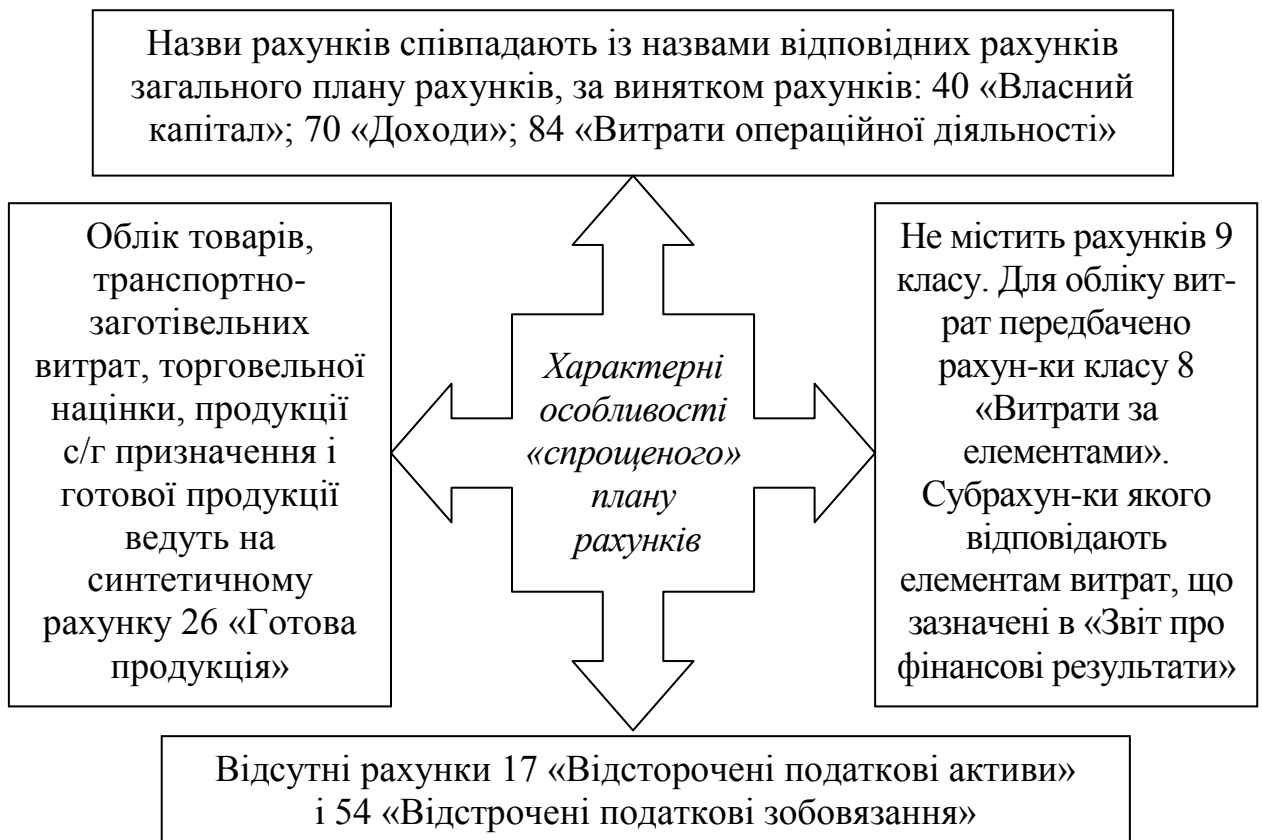 Назви рахунків співпадають із назвами відповідних рахунків
загального плану рахунків, за винятком рахунків: 40 «Власний
капітал»; 70 «Доходи»; 84 «Витрати операційної діяльності»
Облік товарів,
транспортно-
заготівельних
витрат, торговельної
націнки, продукції
с/г призначення і
готової продукції
ведуть на
синтетичному
рахунку 26 «Готова
продукція»
Характерні
особливості
«спрощеного»
плану
рахунків
Не містить рахунків 9
класу. Для обліку вит-
рат передбачено
рахун-ки класу 8
«Витрати за
елементами».
Субрахун-ки якого
відповідають
елементам витрат, що
зазначені в «Звіт про
фінансові результати»
Відсутні рахунки 17 «Відсторочені податкові активи»
і 54 «Відстрочені податкові зобовязання»